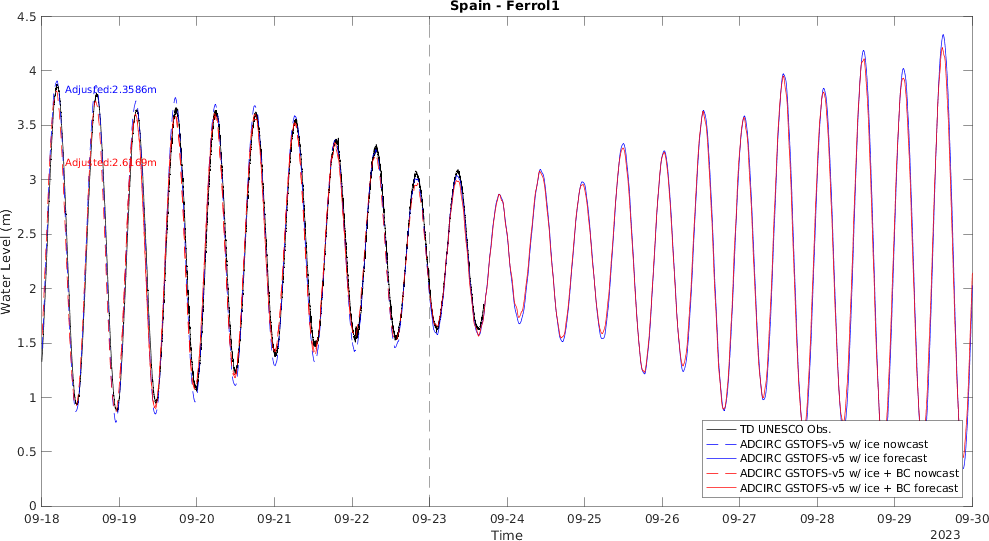 Spain - Ferrol1
Water Level (m)
4.5
4
3.5
3
2.5
2
1.5
1
0.5
0
Adjusted:2.3586m
Adjusted:2.6169m
TD UNESCO Obs.
ADCIRC GSTOFS-v5 w/ ice nowcast
ADCIRC GSTOFS-v5 w/ ice forecast
ADCIRC GSTOFS-v5 w/ ice + BC nowcast
ADCIRC GSTOFS-v5 w/ ice + BC forecast
09-18 09-19 09-20 09-21 09-22 09-23 09-24 09-25 09-26 09-27 09-28 09-29 09-30
Time
2023